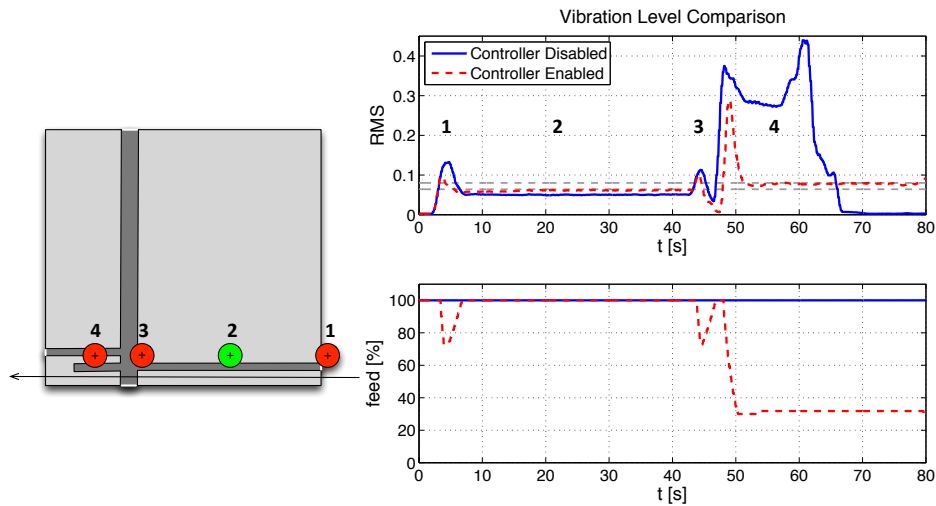 Vibration Level Comparison
Controller Disabled
Controller Enabled
0.4
0.3
0.2
0.1
0
RMS
1
2
3
4
0 10 20 30 40 50 60 70 80
t [s]
4
3
2
1
100
80
60
40
20
0
feed [%]
0 10 20 30 40 50 60 70 80
t [s]